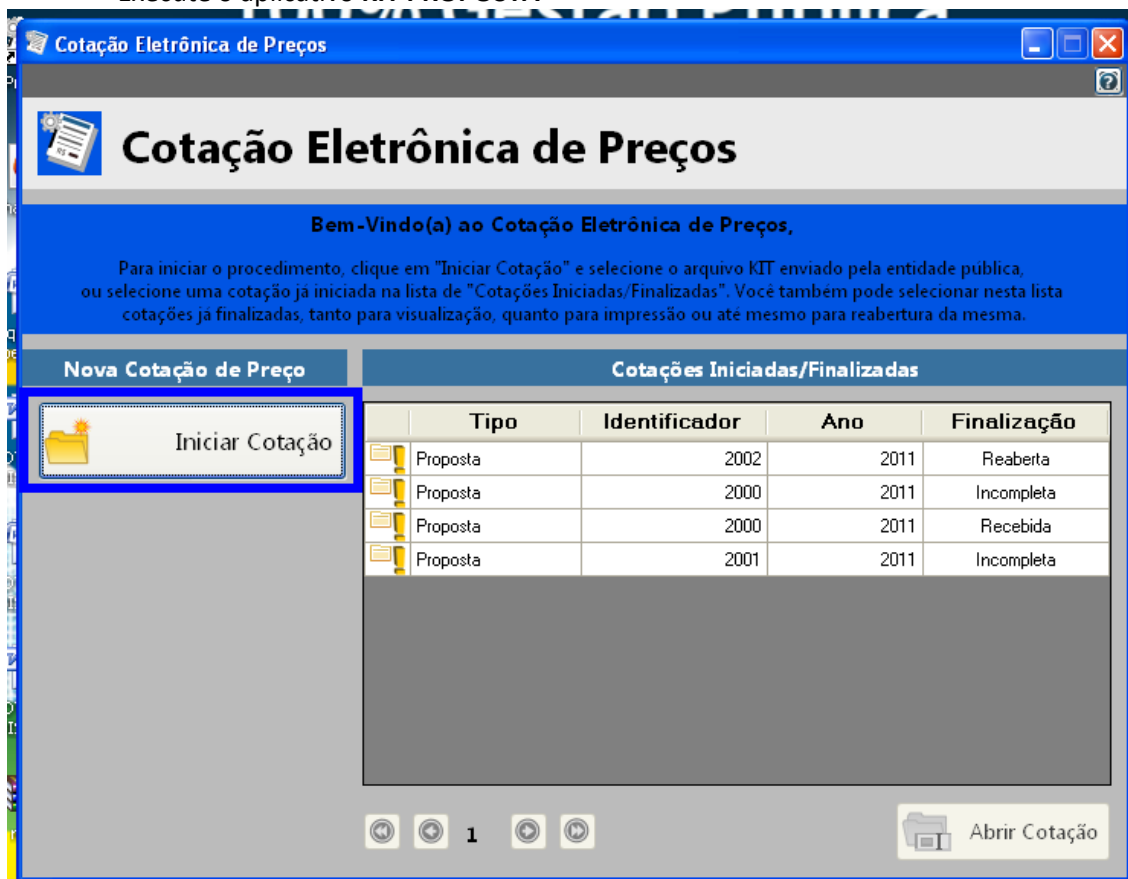 Cotação Eletrônica de Preços
Cotação Eletrônica de Preços
Bem-Vindo(a) ao Cotação Eletrônica de Preços,
Para iniciar o procedimento, clique em "Iniciar Cotação" e selecione o arquivo KIT enviado pela entidade pública,
ou selecione uma cotação já iniciada na lista de "Cotações Iniciadas/Finalizadas". Você também pode selecionar nesta lista
cotações já finalizadas, tanto para visualização, quanto para impressão ou até mesmo para reabertura da mesma.
Nova Cotação de Preço
Cotações Iniciadas/Finalizadas
Iniciar Cotação
Tipo Identificador Ano Finalização
Proposta 2002 2011 Reaberta
Proposta 2000 2011 Incompleta
Proposta 2000 2011 Recebida
Proposta 2001 2011 Incompleta
1
Abrir Cotação